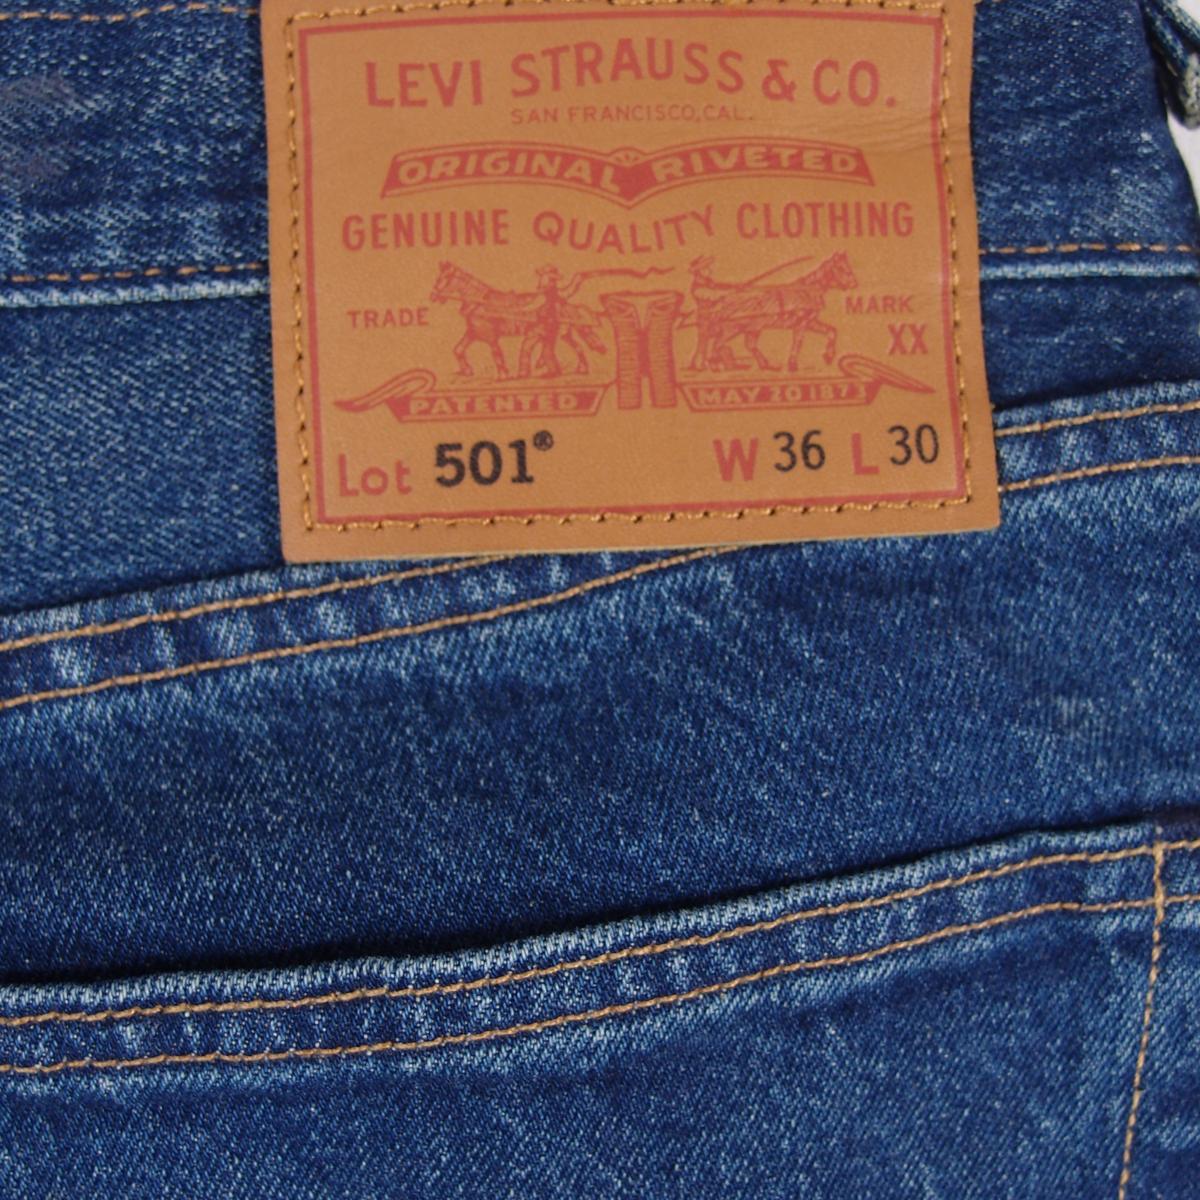 LEVI STRAUSS & CO.
SAN FRANCISCO, CAL.
ORIGINAL RIVETED
GENUINE QUALITY CLOTHING
TRADE MARK
XX
PATENTED MAY 20 1873
Lot 501® W 36 L 30